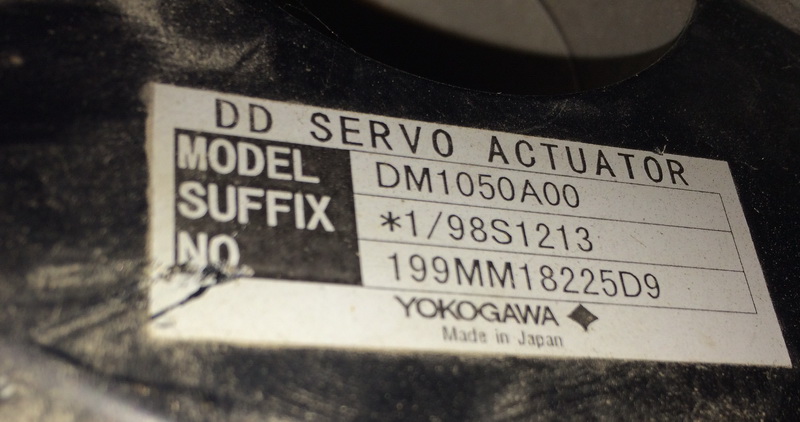 DD SERVO ACTUATOR
MODEL DM1050A00
SUFFIX *1/98S1213
NO 199MM18225D9
YOKOGAWA
Made in Japan